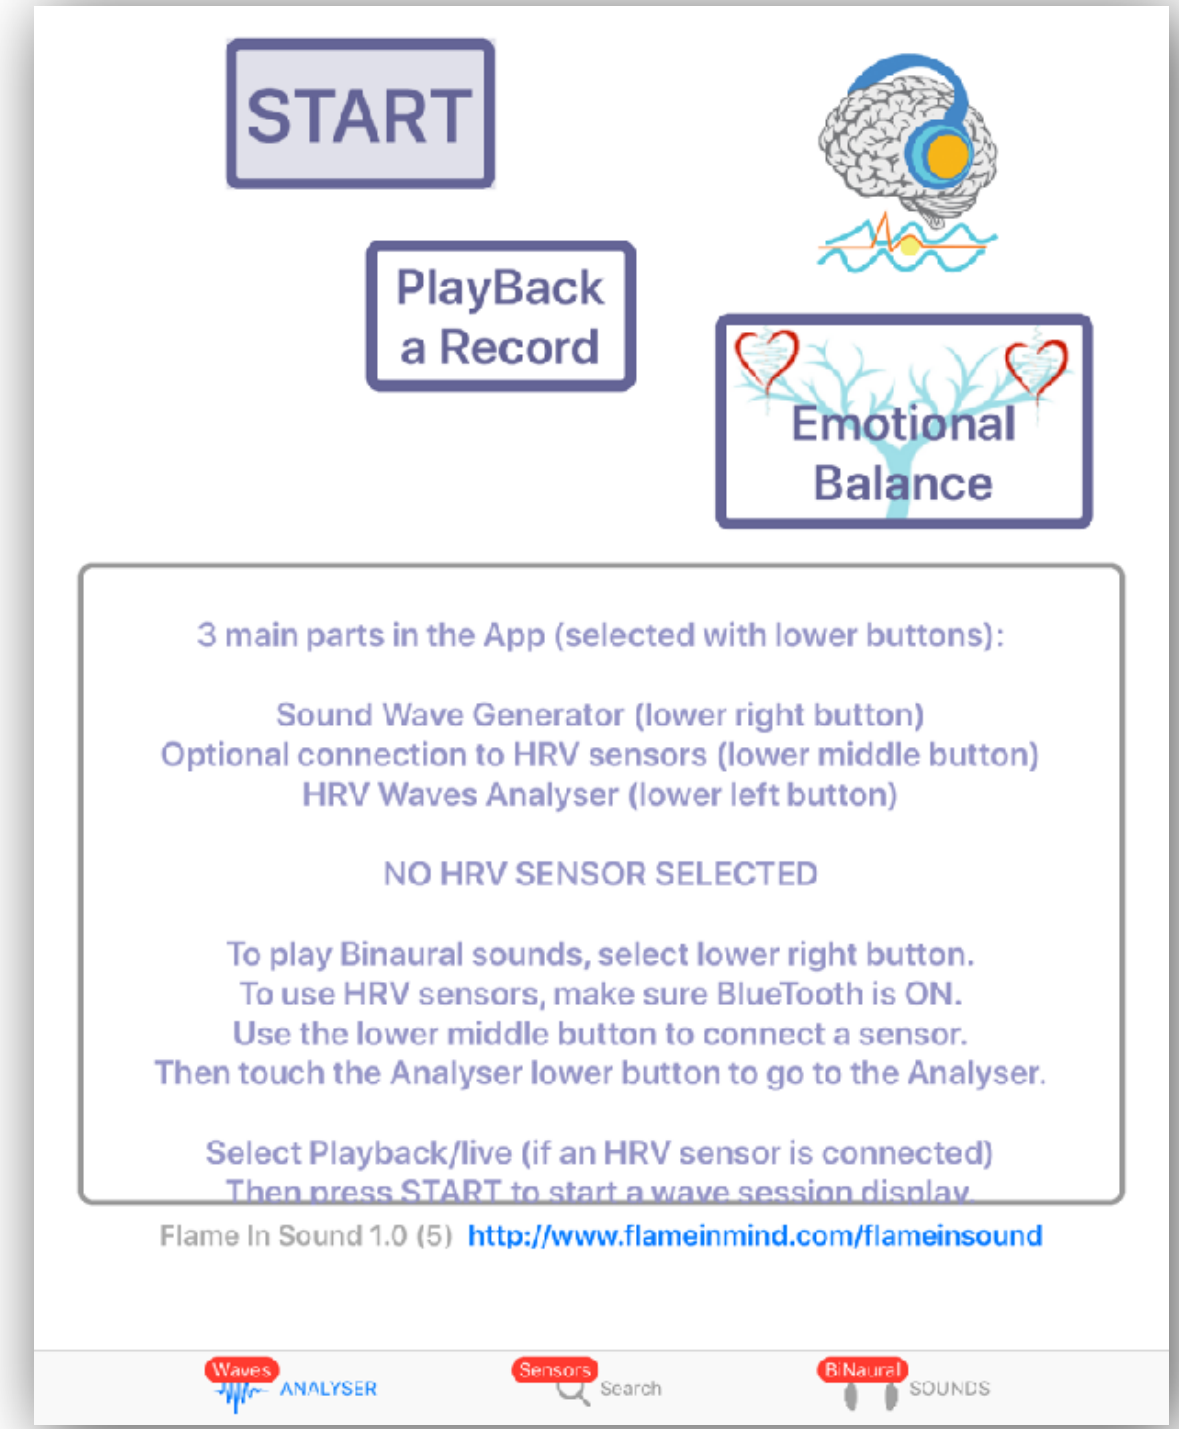 START
PlayBack
a Record
Emotional
Balance
3 main parts in the App (selected with lower buttons):
Sound Wave Generator (lower right button)
Optional connection to HRV sensors (lower middle button)
HRV Waves Analyser (lower left button)
NO HRV SENSOR SELECTED
To play Binaural sounds, select lower right button.
To use HRV sensors, make sure BlueTooth is ON.
Use the lower middle button to connect a sensor.
Then touch the Analyser lower button to go to the Analyser.
Select Playback/live (if an HRV sensor is connected)
Then press START to start a wave session display.
Flame In Sound 1.0 (5) http://www.flameinmind.com/flameinsound
Waves
ANALYSER
Sensors
Search
BiNaural
SOUNDS